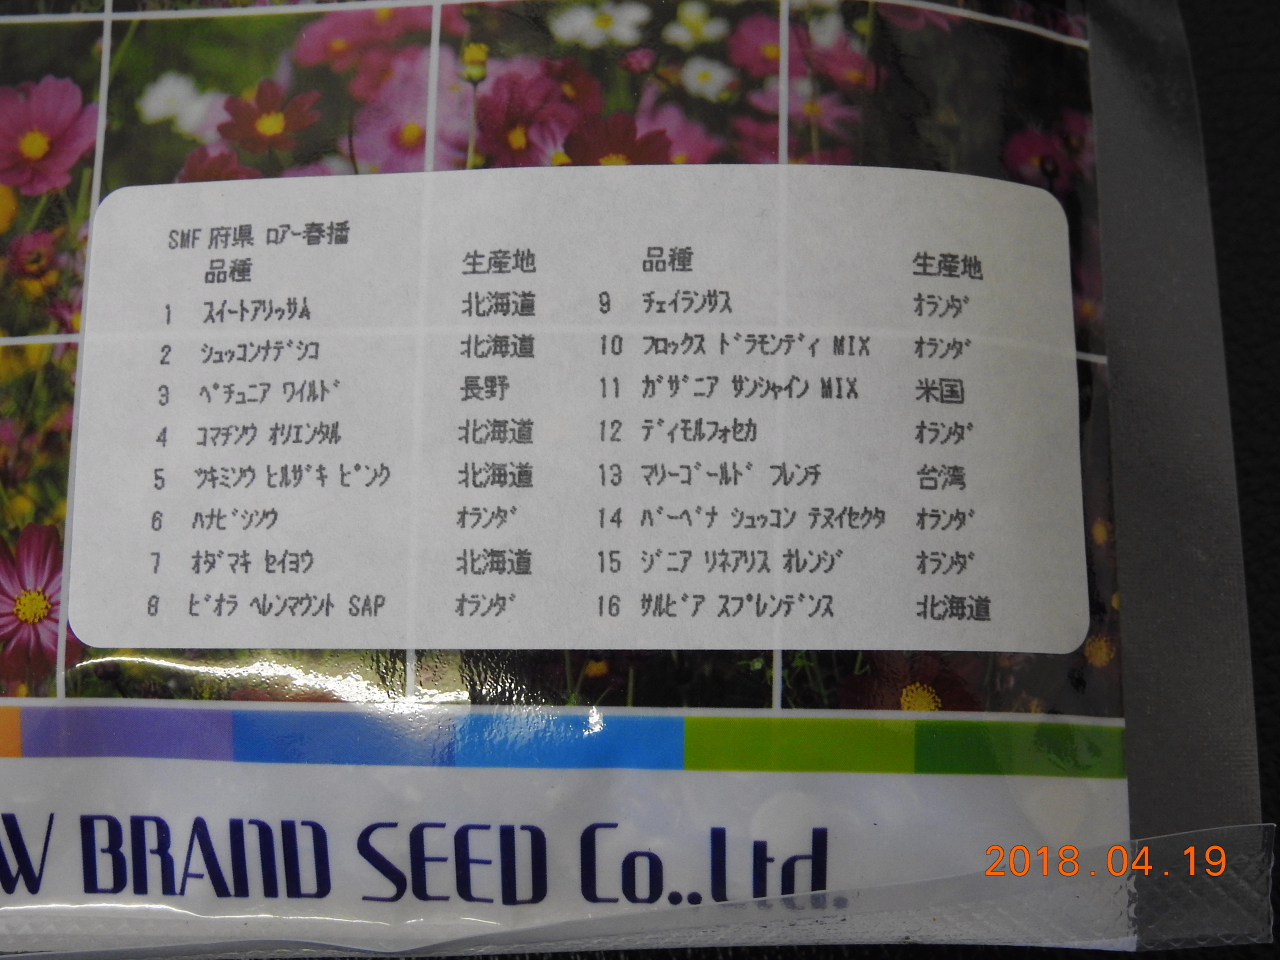 SMF 府県 ﾛｱｰ春播
品種 生産地 品種 生産地
1 ｽｲｰﾄｱﾘｯｻﾑ 北海道 9 ﾁｪｲﾗﾝｻｽ ｵﾗﾝﾀﾞ
2 ｼｭｯｺﾝﾅﾃﾞｼｺ 北海道 10 ﾌﾛｯｸｽ ﾄﾞﾗﾓﾝﾃﾞｨ MIX ｵﾗﾝﾀﾞ
3 ﾍﾟﾁｭﾆｱ ﾜｲﾙﾄﾞ 長野 11 ｶﾞｻﾞﾆｱ ｻﾝｼｬｲﾝ MIX 米国
4 ｺﾏﾁｿｳ ｵﾘｴﾝﾀﾙ 北海道 12 ﾃﾞｨﾓﾙﾌｫｾｶ ｵﾗﾝﾀﾞ
5 ﾂｷﾐｿｳ ﾋﾙｻﾞｷ ﾋﾟﾝｸ 北海道 13 ﾏﾘｰｺﾞｰﾙﾄﾞ ﾌﾚﾝﾁ 台湾
6 ﾊﾅﾋﾞｼｿｳ ｵﾗﾝﾀﾞ 14 ﾊﾞｰﾍﾞﾅ ｼｭｯｺﾝ ﾃﾇｲｾｸﾀ ｵﾗﾝﾀﾞ
7 ｵﾀﾞﾏｷ ｾｲﾖｳ 北海道 15 ｼﾞﾆｱ ﾘﾈｱﾘｽ ｵﾚﾝｼﾞ ｵﾗﾝﾀﾞ
8 ﾋﾞｵﾗ ﾍﾚﾝﾏｳﾝﾄ SAP ｵﾗﾝﾀﾞ 16 ｻﾙﾋﾞｱ ｽﾌﾟﾚﾝﾃﾞﾝｽ 北海道
W BRAND SEED Co.,Ltd.
2018.04.19